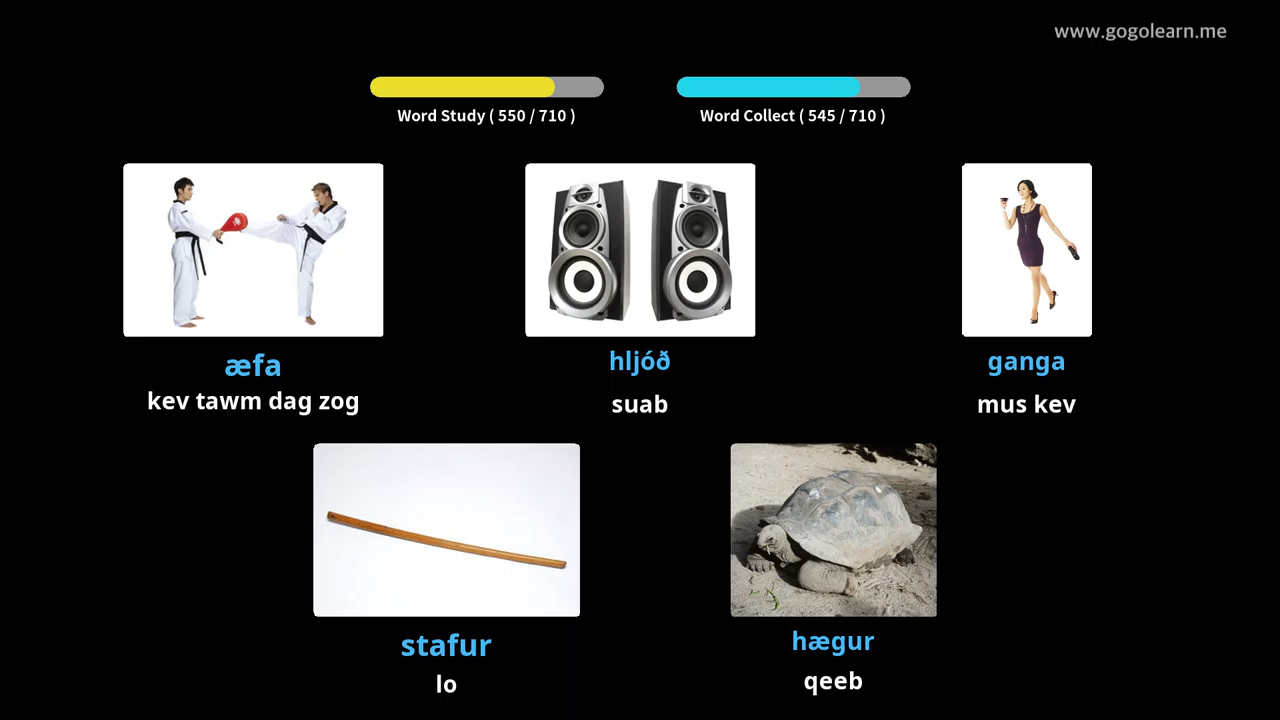 www.gogolearn.me
Word Study ( 550 / 710 )
Word Collect ( 545 / 710 )
æfa
kev tawm dag zog
hljóð
suab
ganga
mus kev
stafur
lo
hægur
qeeb